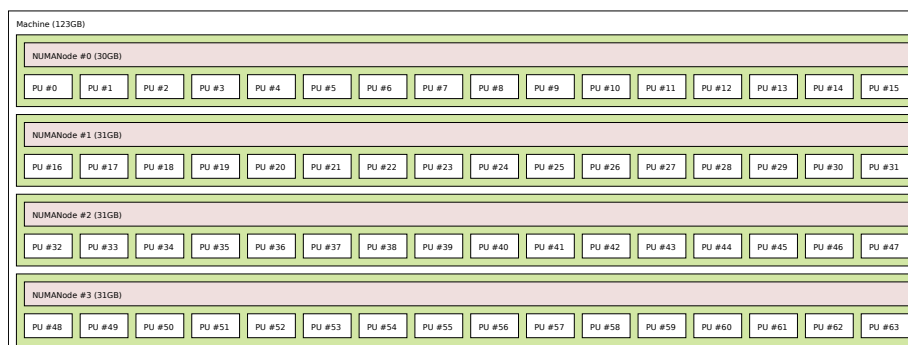 Machine (123GB)
NUMANode #0 (30GB)
PU #0 PU #1 PU #2 PU #3 PU #4 PU #5 PU #6 PU #7 PU #8 PU #9 PU #10 PU #11 PU #12 PU #13 PU #14 PU #15
NUMANode #1 (31GB)
PU #16 PU #17 PU #18 PU #19 PU #20 PU #21 PU #22 PU #23 PU #24 PU #25 PU #26 PU #27 PU #28 PU #29 PU #30 PU #31
NUMANode #2 (31GB)
PU #32 PU #33 PU #34 PU #35 PU #36 PU #37 PU #38 PU #39 PU #40 PU #41 PU #42 PU #43 PU #44 PU #45 PU #46 PU #47
NUMANode #3 (31GB)
PU #48 PU #49 PU #50 PU #51 PU #52 PU #53 PU #54 PU #55 PU #56 PU #57 PU #58 PU #59 PU #60 PU #61 PU #62 PU #63